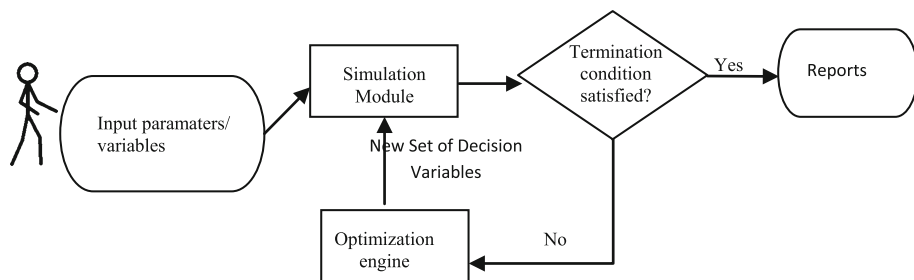 Input paramaters/
variables
Simulation
Module
Termination
condition
satisfied?
Yes
Reports
New Set of Decision
Variables
No
Optimization
engine